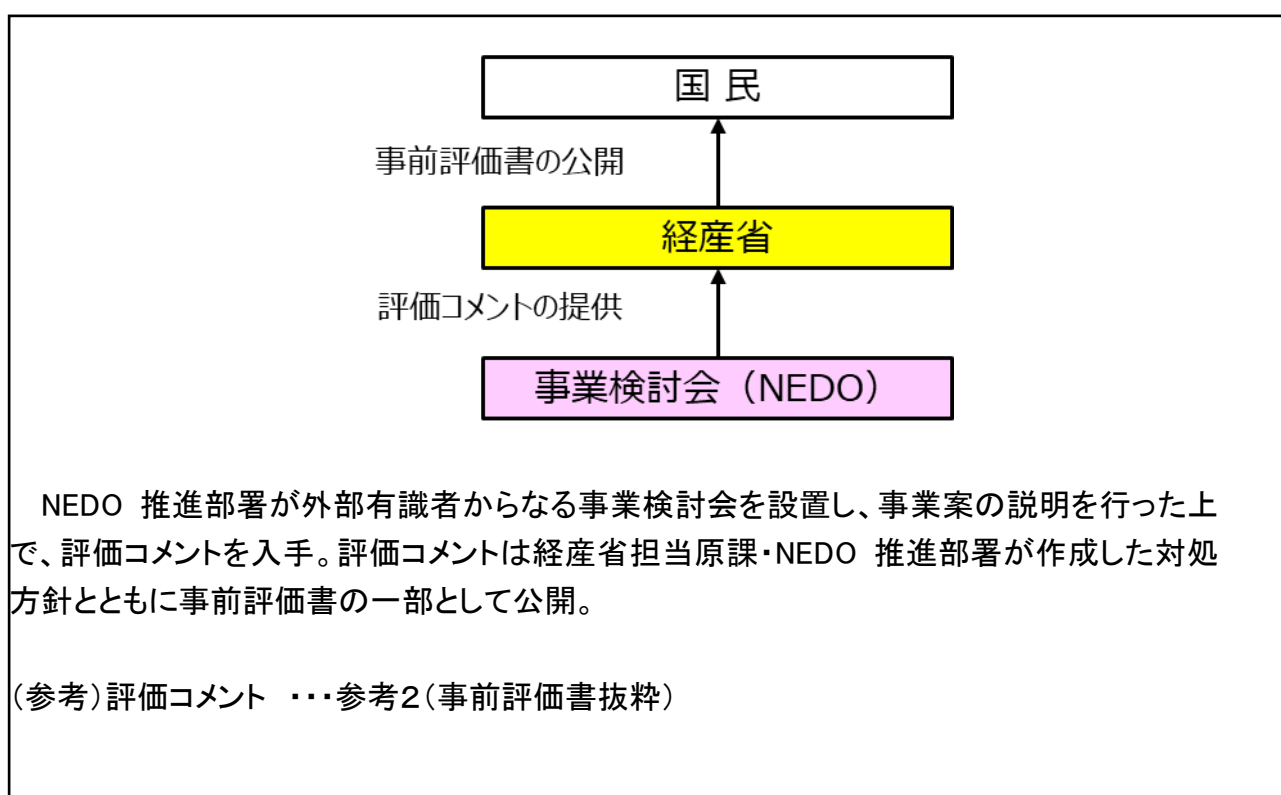 国 民
事前評価書の公開
経産省
評価コメントの提供
事業検討会（NEDO）
NEDO 推進部署が外部有識者からなる事業検討会を設置し、事業案の説明を行った上
で、評価コメントを入手。評価コメントは経産省担当原課・NEDO 推進部署が作成した対処
方針とともに事前評価書の一部として公開。
（参考）評価コメント ・・・参考２（事前評価書抜粋）